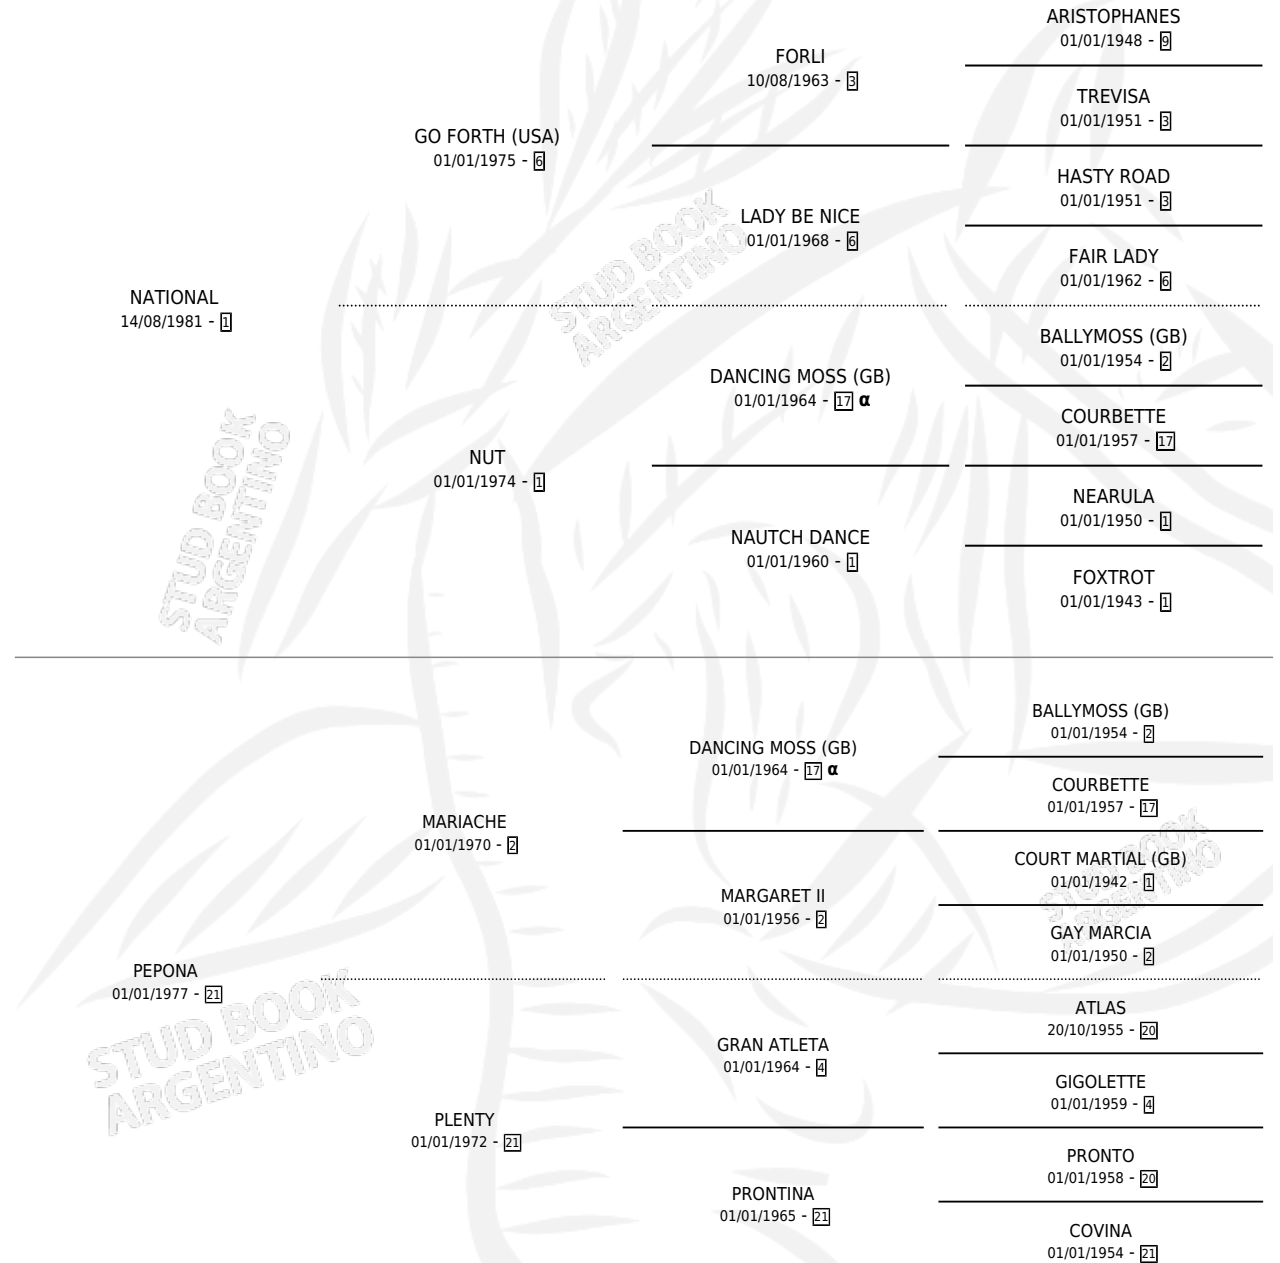 ARISTOPHANES
01/01/1948 - 9
FORLI
10/08/1963 - 3
TREVISA
01/01/1951 - 3
GO FORTH (USA)
01/01/1975 - 6
HASTY ROAD
01/01/1951 - 3
LADY BE NICE
01/01/1968 - 6
FAIR LADY
01/01/1962 - 6
STUD BOOK
ARGENTINO
NATIONAL
14/08/1981 - 1
BALLYMOSS (GB)
01/01/1954 - 2
DANCING MOSS (GB)
01/01/1964 - 17 α
COURBETTE
01/01/1957 - 17
NUT
01/01/1974 - 1
NEARULA
01/01/1950 - 1
NAUTCH DANCE
01/01/1960 - 1
FOXTROT
01/01/1943 - 1
STUD BOOK
ARGENTINO
BALLYMOSS (GB)
01/01/1954 - 2
DANCING MOSS (GB)
01/01/1964 - 17 α
COURBETTE
01/01/1957 - 17
MARIACHE
01/01/1970 - 2
COURT MARTIAL (GB)
01/01/1942 - 1
MARGARET II
01/01/1956 - 2
GAY MARCIA
01/01/1950 - 2
STUD BOOK
ARGENTINO
PEPONA
01/01/1977 - 21
ATLAS
20/10/1955 - 20
GRAN ATLETA
01/01/1964 - 4
GIGOLETTE
01/01/1959 - 4
STUD BOOK
ARGENTINO
PLENTY
01/01/1972 - 21
PRONTO
01/01/1958 - 20
PRONTINA
01/01/1965 - 21
COVINA
01/01/1954 - 21